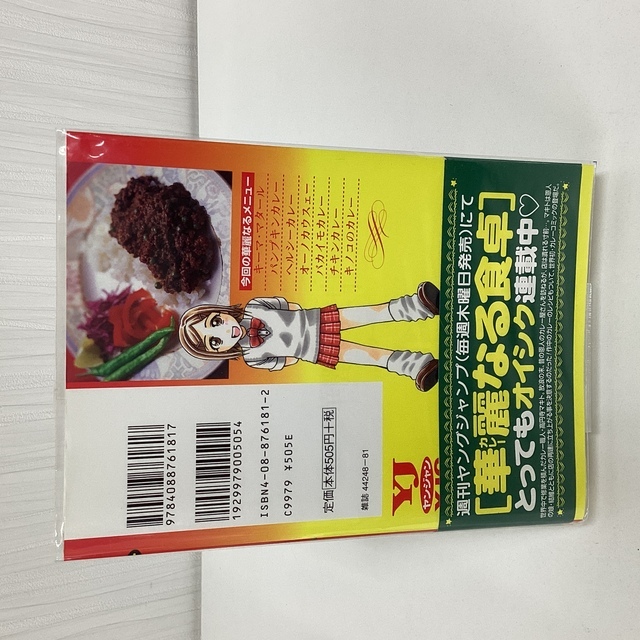 今回の華麗なるメニュー
キーママタール
パンプキンカレー
ヘルシーカレー
オーノカウスェー
パカイモカレー
チキンカレー
キノコのカレー
9784088761817
1929979005054
ISBN4-08-876181-2
C9979 ¥505E
定価 本体505円+税
雑誌 44248-81
YJ
ヤンジャン
週刊ヤングジャンプ(毎週木曜日発売)にて
[華麗なる食卓]
とってもオイシク連載中♡